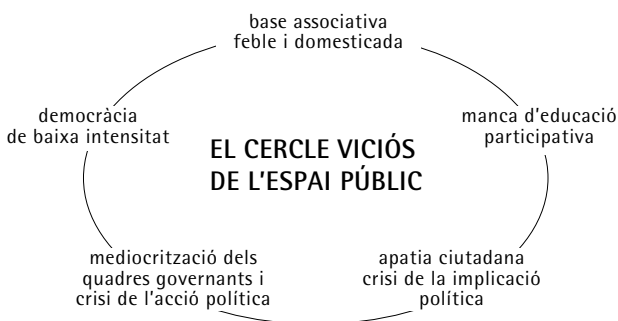 base associativa
feble i domesticada
democràcia
de baixa intensitat
manca d'educació
participativa
EL CERCLE VICIÓS
DE L'ESPAI PÚBLIC
mediocrització dels
quadres governants i
crisi de l'acció política
apatia ciutadana
crisi de la implicació
política